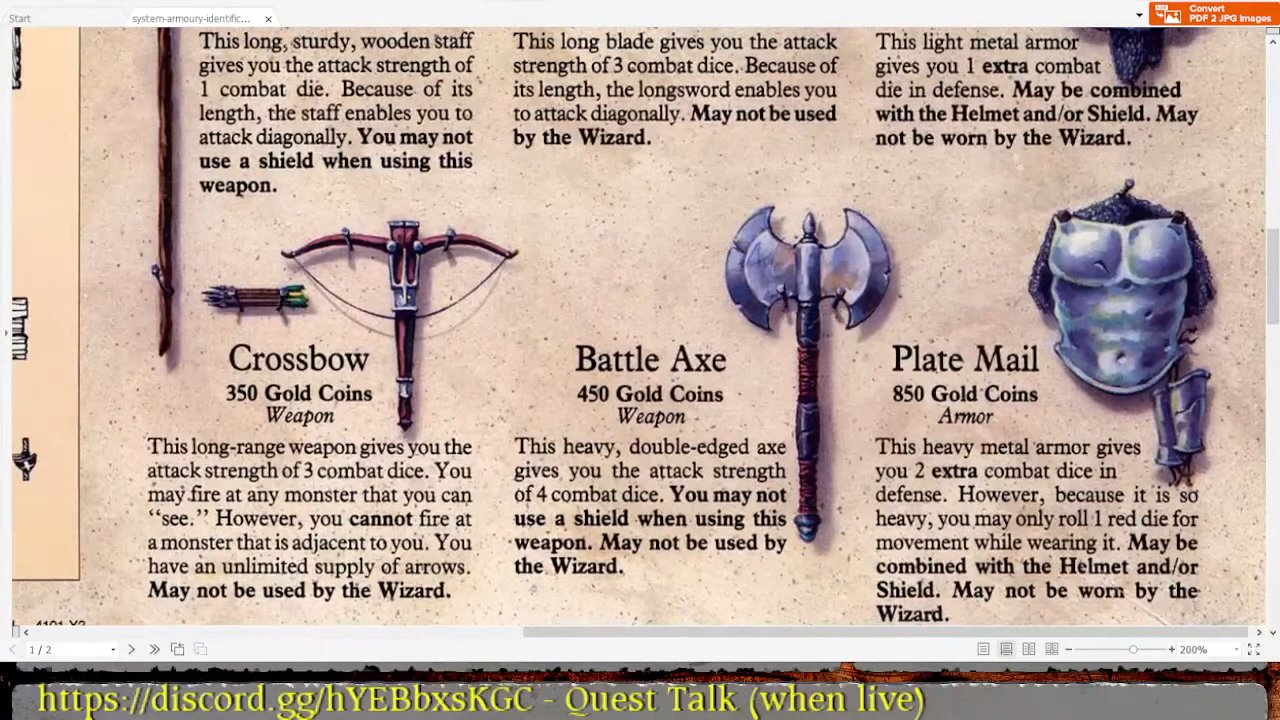 Start
system-armoury-identific...
Convert
PDF 2 JPG Images
This long, sturdy, wooden staff
gives you the attack strength of
1 combat die. Because of its
length, the staff enables you to
attack diagonally. You may not
use a shield when using this
weapon.
This long blade gives you the attack
strength of 3 combat dice. Because of
its length, the longsword enables you
to attack diagonally. May not be used
by the Wizard.
This light metal armor
gives you 1 extra combat
die in defense. May be combined
with the Helmet and/or Shield. May
not be worn by the Wizard.
Crossbow
350 Gold Coins
Weapon
This long-range weapon gives you the
attack strength of 3 combat dice. You
may fire at any monster that you can
‘‘see.’’ However, you cannot fire at
a monster that is adjacent to you. You
have an unlimited supply of arrows.
May not be used by the Wizard.
Battle Axe
450 Gold Coins
Weapon
This heavy, double-edged axe
gives you the attack strength
of 4 combat dice. You may not
use a shield when using this
weapon. May not be used by
the Wizard.
Plate Mail
850 Gold Coins
Armor
This heavy metal armor gives
you 2 extra combat dice in
defense. However, because it is so
heavy, you may only roll 1 red die for
movement while wearing it. May be
combined with the Helmet and/or
Shield. May not be worn by the
Wizard.
1 / 2
200%
https://discord.gg/hYEBbxsKGC - Quest Talk (when live)